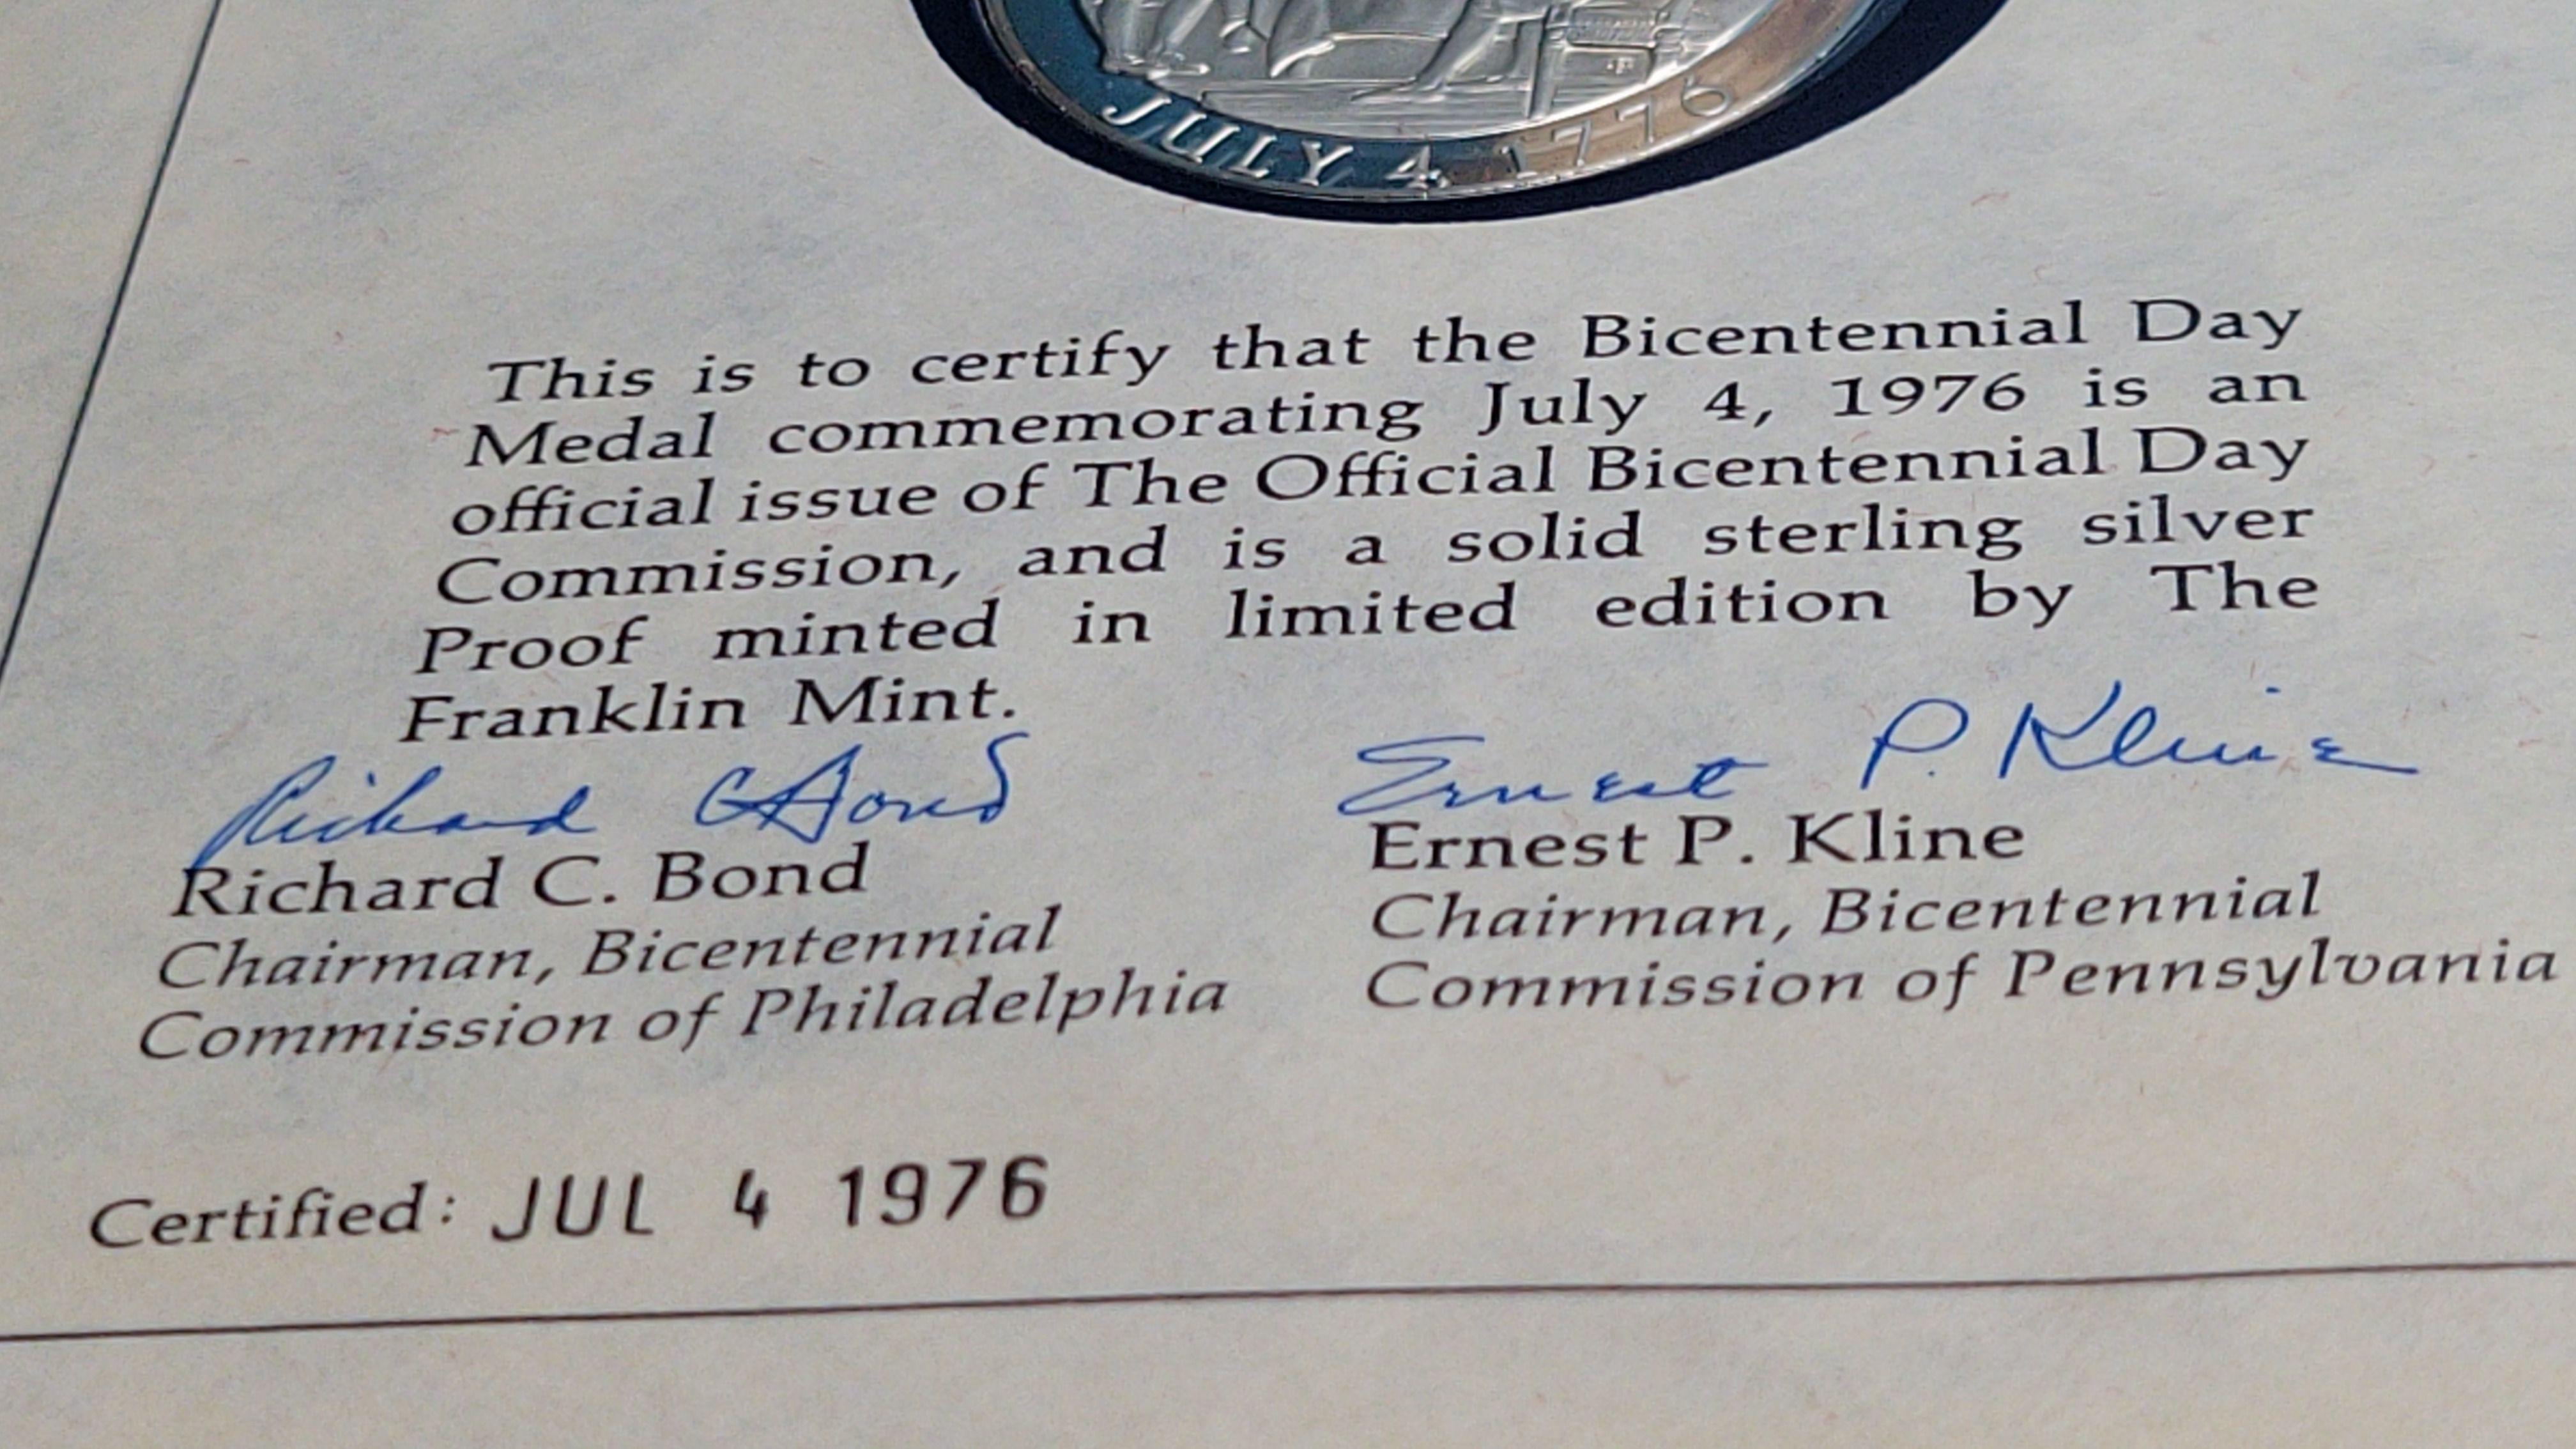 JULY 4, 1776
This is to certify that the Bicentennial Day
Medal commemorating July 4, 1976 is an
official issue of The Official Bicentennial Day
Commission, and is a solid sterling silver
Proof minted in limited edition by The
Franklin Mint.
Richard C Bond
Richard C. Bond
Chairman, Bicentennial
Commission of Philadelphia
Ernest P. Kline
Ernest P. Kline
Chairman, Bicentennial
Commission of Pennsylvania
Certified: JUL 4 1976